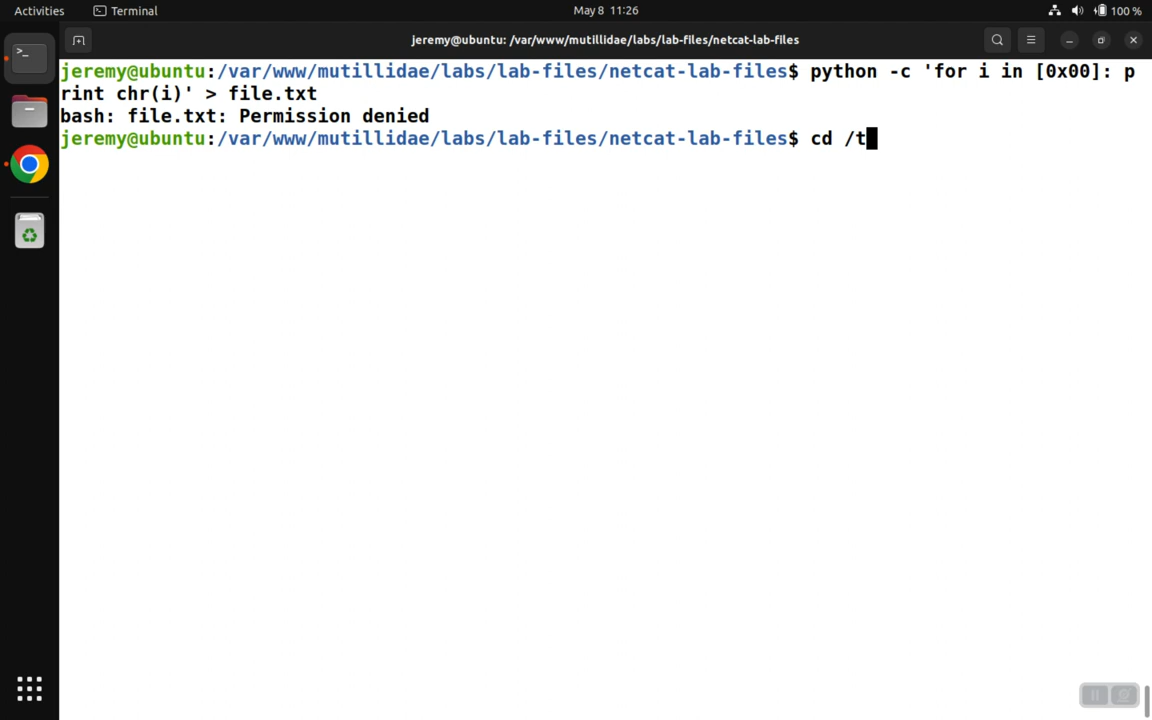 Activities Terminal May 8 11:26 100 %
jeremy@ubuntu: /var/www/mutillidae/labs/lab-files/netcat-lab-files
jeremy@ubuntu:/var/www/mutillidae/labs/lab-files/netcat-lab-files$ python -c 'for i in [0x00]: p
rint chr(i)' > file.txt
bash: file.txt: Permission denied
jeremy@ubuntu:/var/www/mutillidae/labs/lab-files/netcat-lab-files$ cd /t